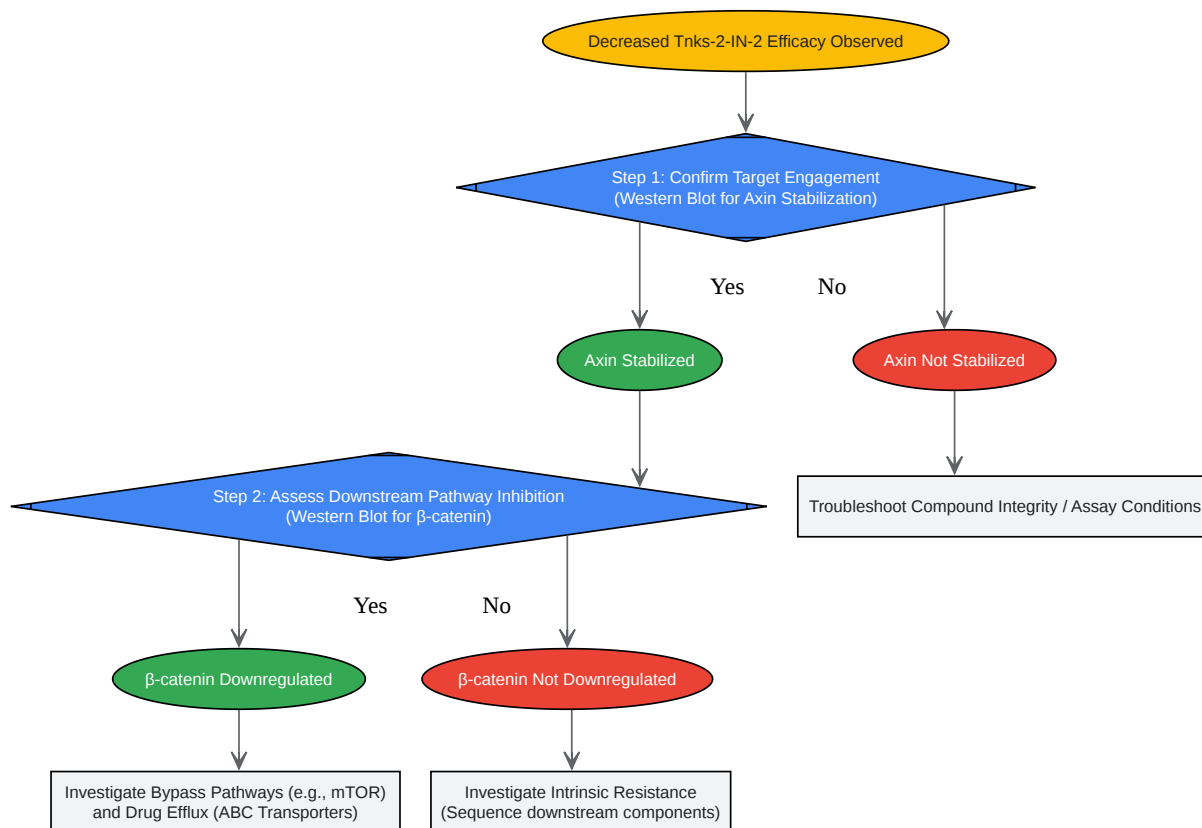 Decreased Tnks-2-IN-2 Efficacy Observed
Step 1: Confirm Target Engagement
(Western Blot for Axin Stabilization)
Yes
No
Axin Stabilized
Axin Not Stabilized
Step 2: Assess Downstream Pathway Inhibition
(Western Blot for β-catenin)
Troubleshoot Compound Integrity / Assay Conditions
Yes
No
β-catenin Downregulated
β-catenin Not Downregulated
Investigate Bypass Pathways (e.g., mTOR)
and Drug Efflux (ABC Transporters)
Investigate Intrinsic Resistance
(Sequence downstream components)